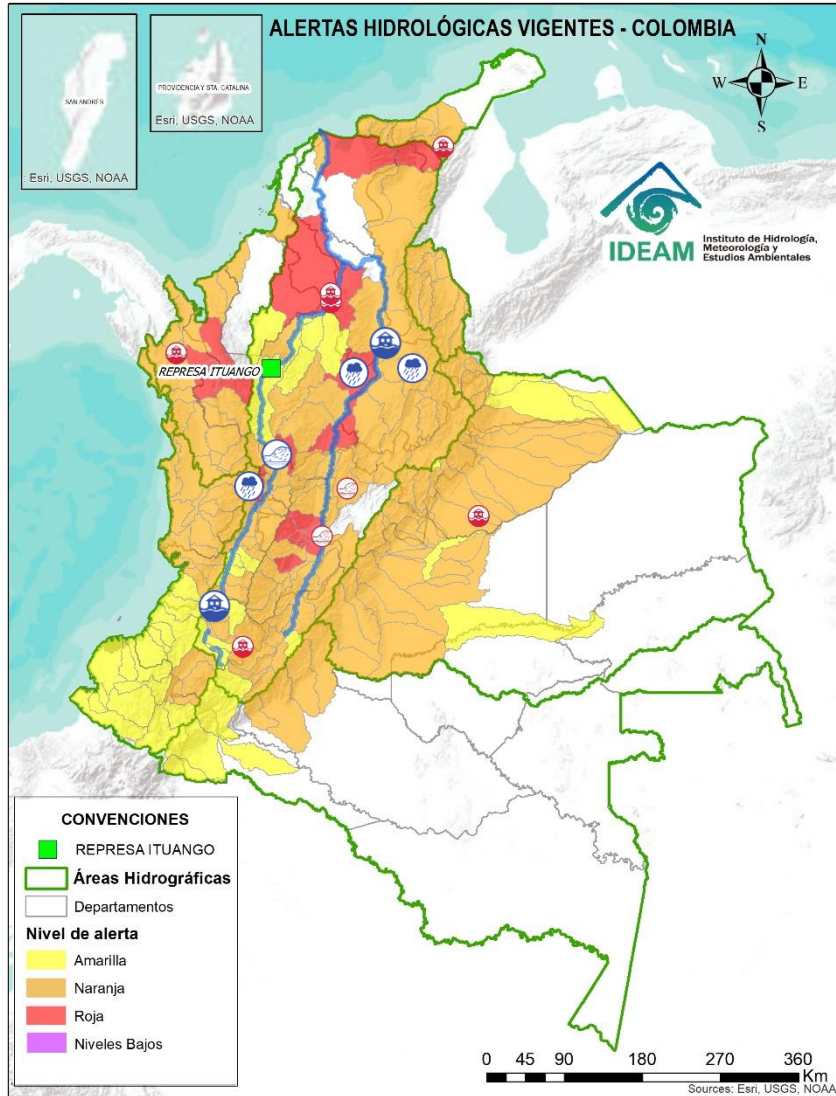 ALERTAS HIDROLÓGICAS VIGENTES - COLOMBIA
SAN ANDRÉS
Esri, USGS, NOAA
PROVIDENCIA Y STA. CATALINA
Esri, USGS, NOAA
N
W
E
S
IDEAM
Instituto de Hidrología,
Meteorología y
Estudios Ambientales
REPRESA ITUANGO
CONVENCIONES
REPRESA ITUANGO
Áreas Hidrográficas
Departamentos
Nivel de alerta
Amarilla
Naranja
Roja
Niveles Bajos
0 45 90 180 270 360
Km
Sources: Esri, USGS, NOAA